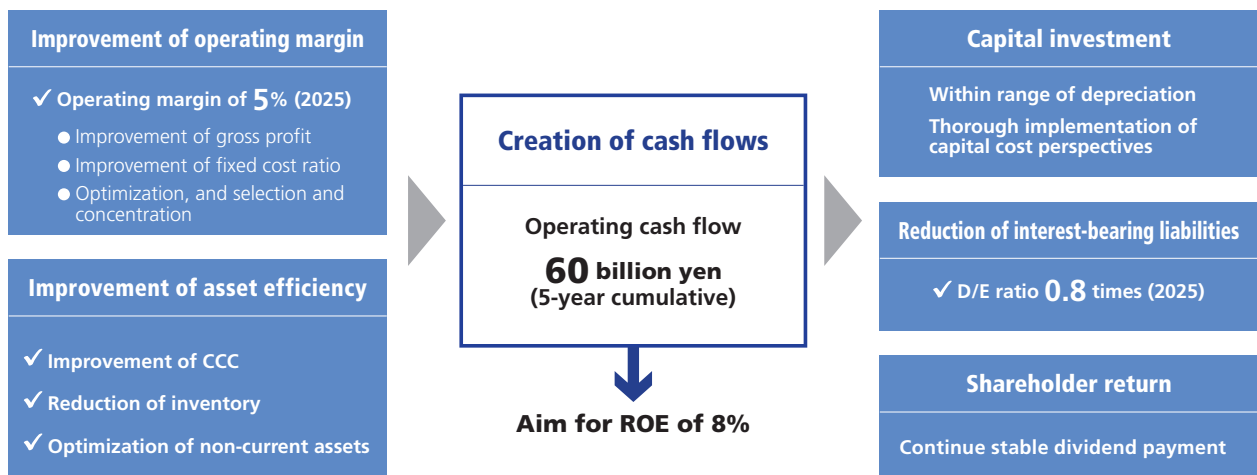 Improvement of operating margin
✓ Operating margin of 5% (2025)
● Improvement of gross profit
● Improvement of fixed cost ratio
● Optimization, and selection and
concentration
Improvement of asset efficiency
✓ Improvement of CCC
✓ Reduction of inventory
✓ Optimization of non-current assets
Creation of cash flows
Operating cash flow
60 billion yen
(5-year cumulative)
Aim for ROE of 8%
Capital investment
Within range of depreciation
Thorough implementation of
capital cost perspectives
Reduction of interest-bearing liabilities
✓ D/E ratio 0.8 times (2025)
Shareholder return
Continue stable dividend payment